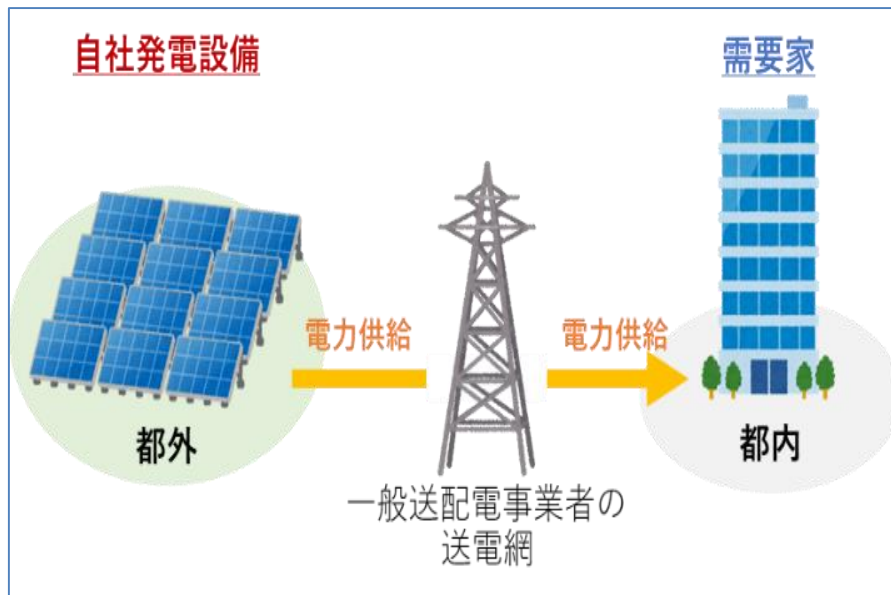 自社発電設備
需要家
電力供給
電力供給
都外
都内
一般送配電事業者の
送電網